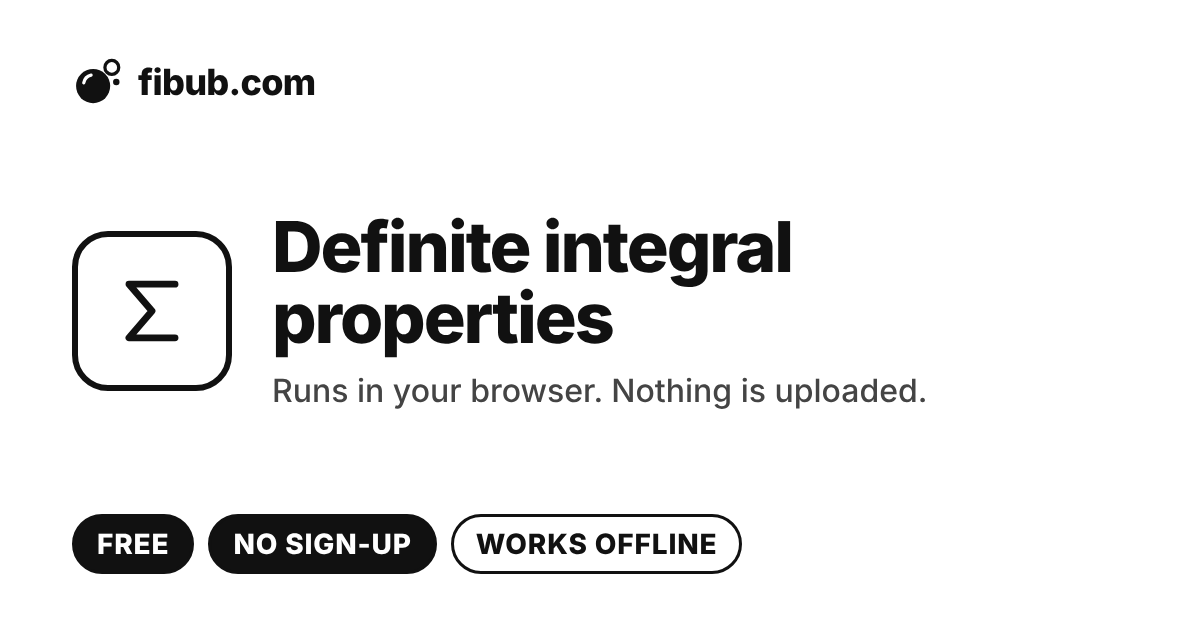 fibub.com
Σ
Definite integral
properties
Runs in your browser. Nothing is uploaded.
FREE
NO SIGN-UP
WORKS OFFLINE